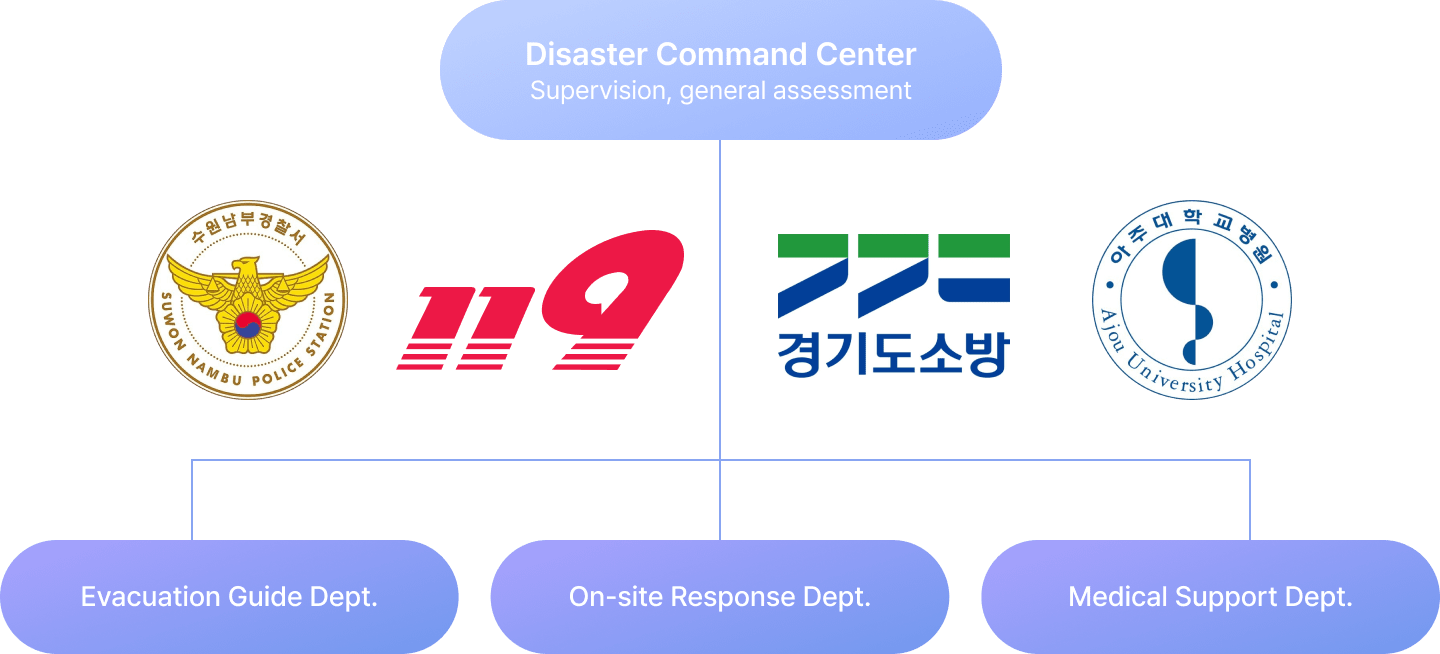 Disaster Command Center
Supervision, general assessment
수원남부경찰서
SUWON NAMBU POLICE STATION
119
경기도소방
아주대학교병원
Ajou University Hospital
Evacuation Guide Dept.
On-site Response Dept.
Medical Support Dept.